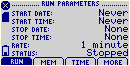 RUN PARAMETERS
START DATE: Never
START TIME: Never
STOP DATE: None
STOP TIME: None
RATE: 1 minute
STATUS: Stopped
RUN MEM TIME MORE